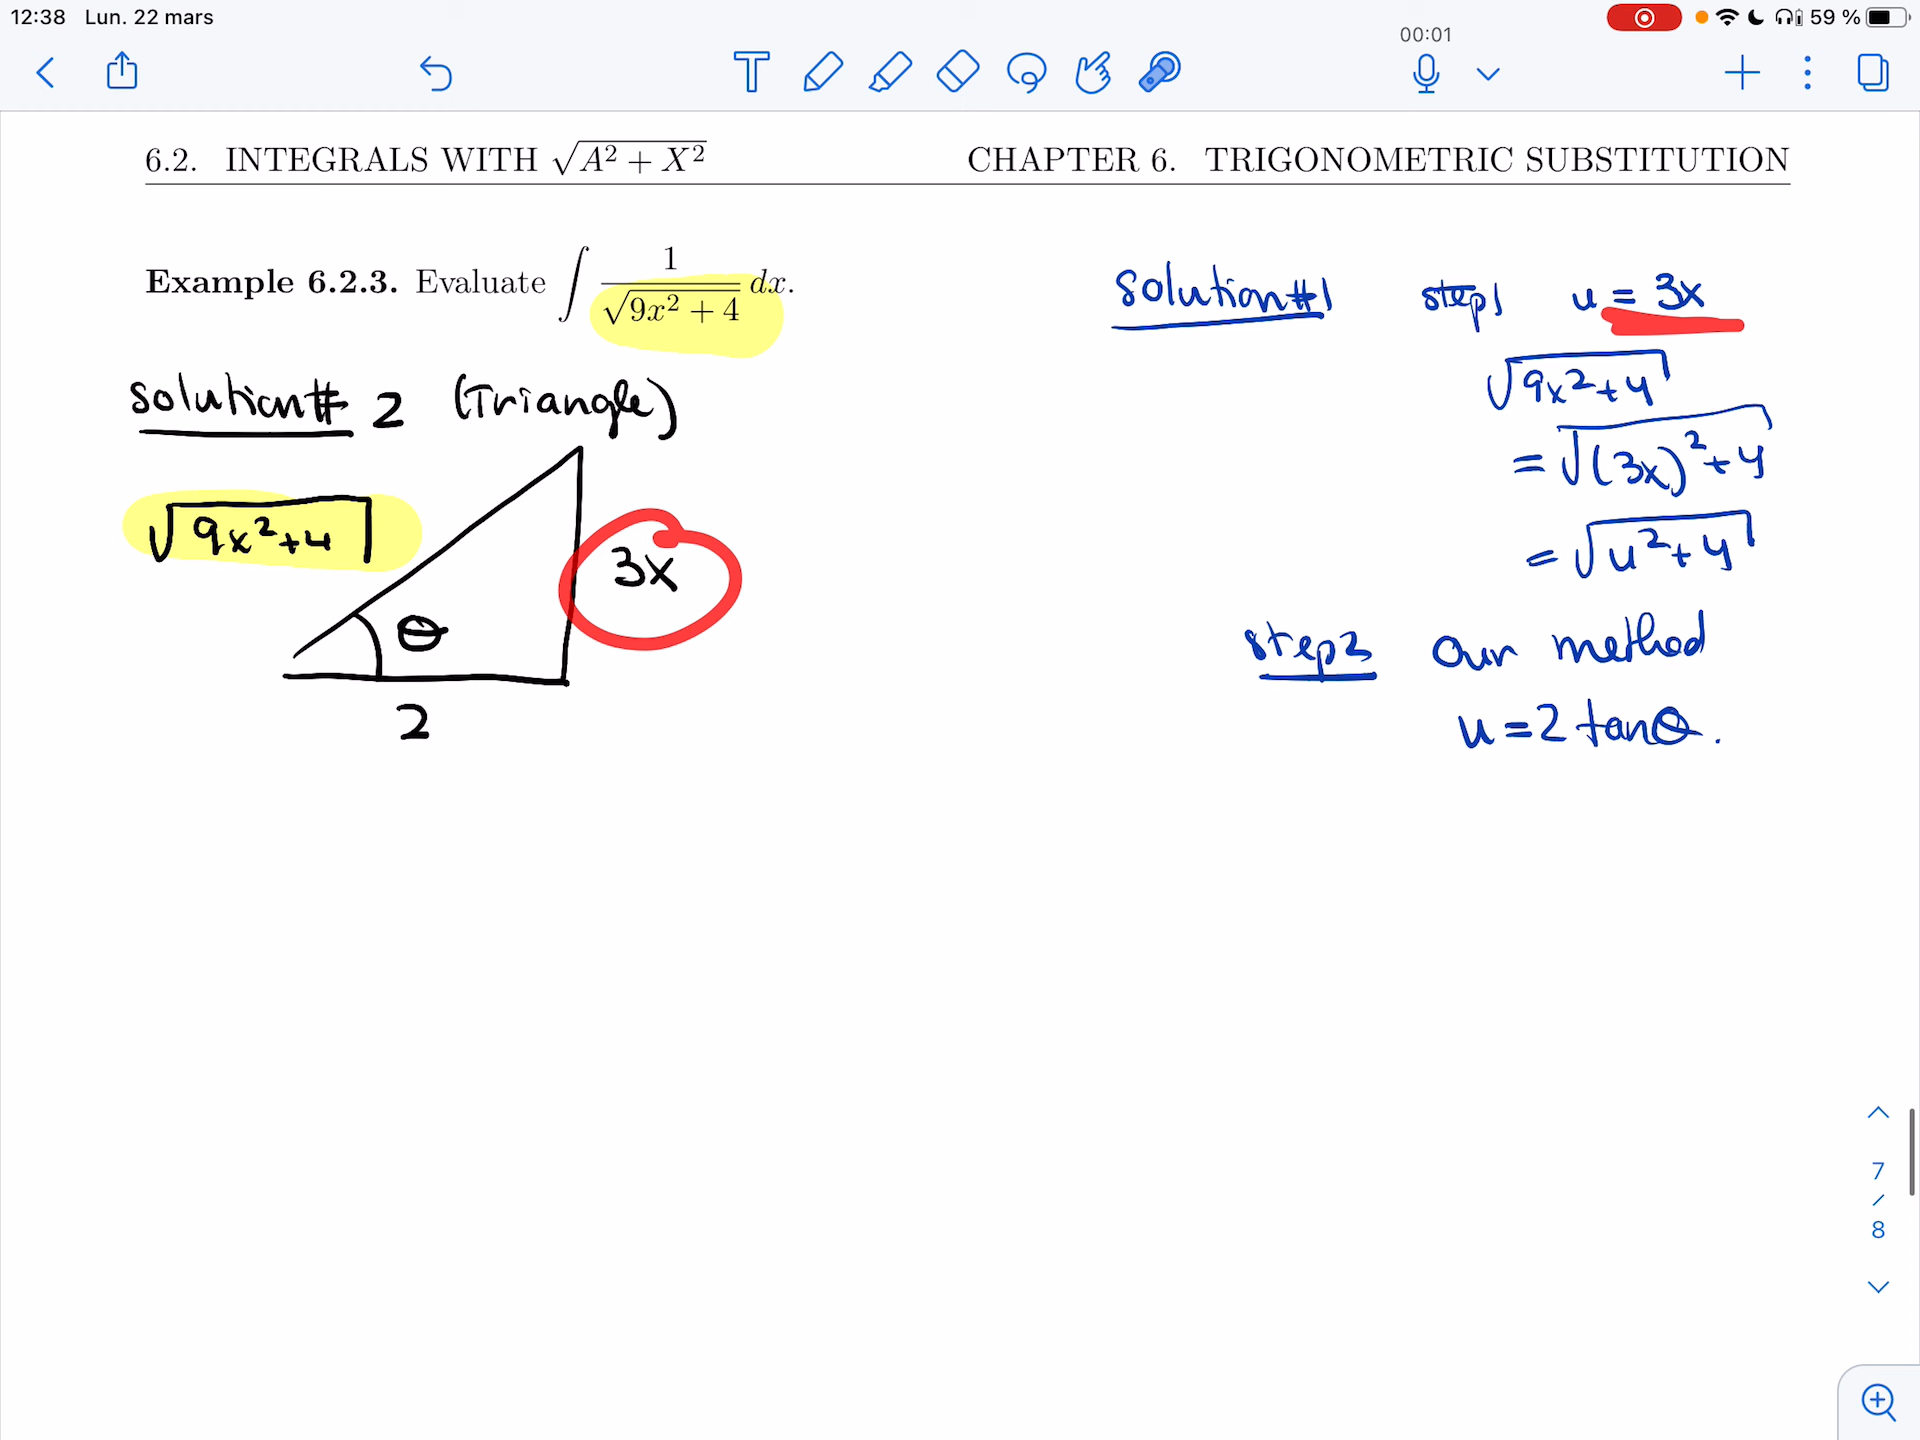 12:38 Lun. 22 mars 59 %
00:01
T
6.2. INTEGRALS WITH √A² + X² CHAPTER 6. TRIGONOMETRIC SUBSTITUTION
Example 6.2.3. Evaluate ∫ 1/√9x² + 4 dx.
solution# 2 (Triangle)
√9x²+4
3x
θ
2
solution#1 step1 u = 3x
√9x²+4
= √(3x)²+4
= √u²+4
step2 our method
u = 2 tanθ.
7
/
8